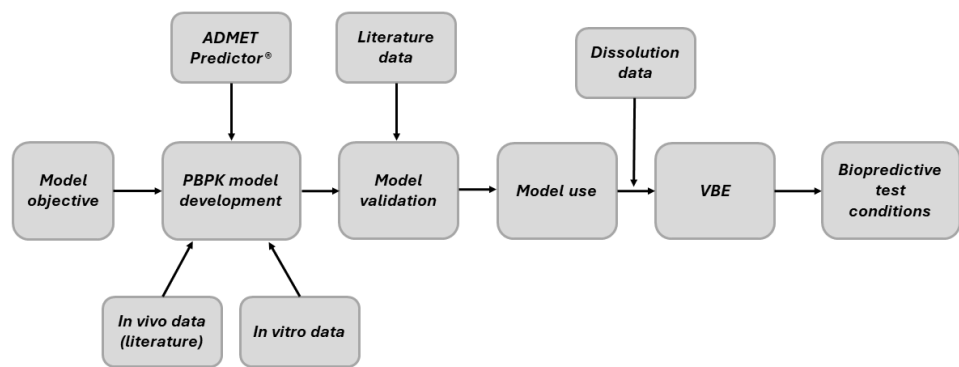 ADMET
Predictor®
Literature
data
Dissolution
data
Model
objective
PBPK model
development
Model
validation
Model use
VBE
Biopredictive
test
conditions
In vivo data
(literature)
In vitro data